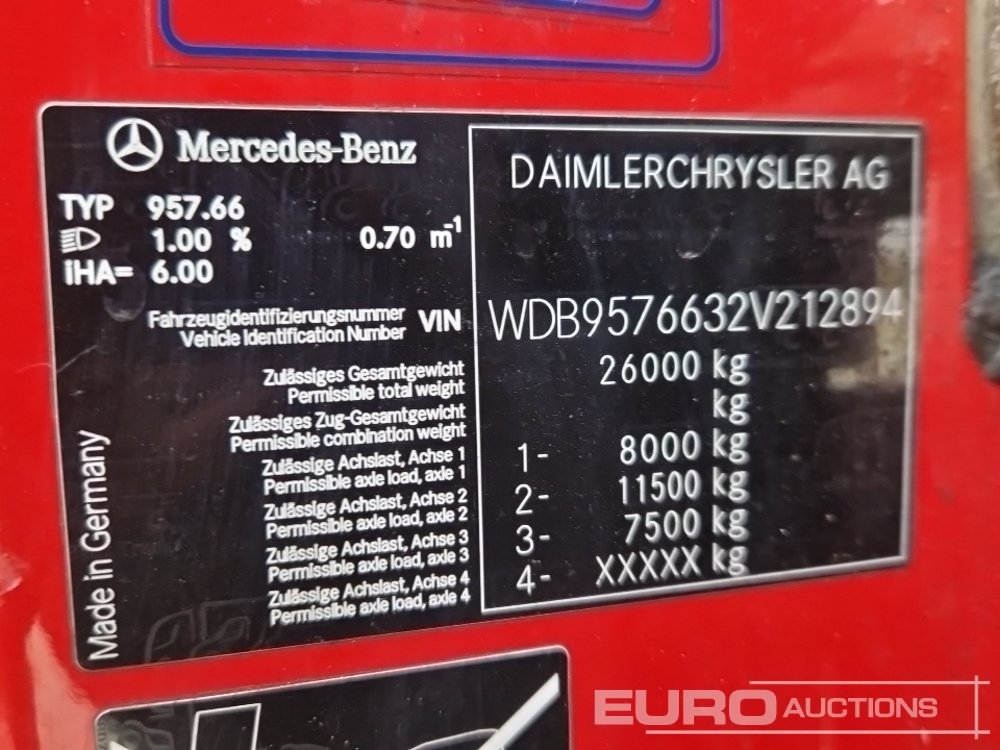 Mercedes-Benz
TYP 957.66
1.00 % 0.70 m-1
iHA= 6.00
DAIMLERCHRYSLER AG
Fahrzeugidentifizierungsnummer
Vehicle Identification Number VIN WDB9576632V212894
Zulässiges Gesamtgewicht
Permissible total weight 26000 kg
Zulässiges Zug-Gesamtgewicht
Permissible combination weight kg
Zulässige Achslast, Achse 1
Permissible axle load, axle 1 1- 8000 kg
Zulässige Achslast, Achse 2
Permissible axle load, axle 2 2- 11500 kg
Zulässige Achslast, Achse 3
Permissible axle load, axle 3 3- 7500 kg
Zulässige Achslast, Achse 4
Permissible axle load, axle 4 4- XXXXX kg
Made in Germany
EURO AUCTIONS